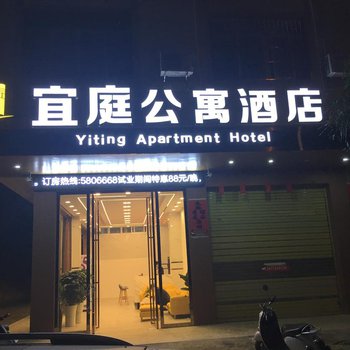 宜庭公寓酒店
Yiting Apartment Hotel
订房热线:5806668试业期间特惠88元/晚,